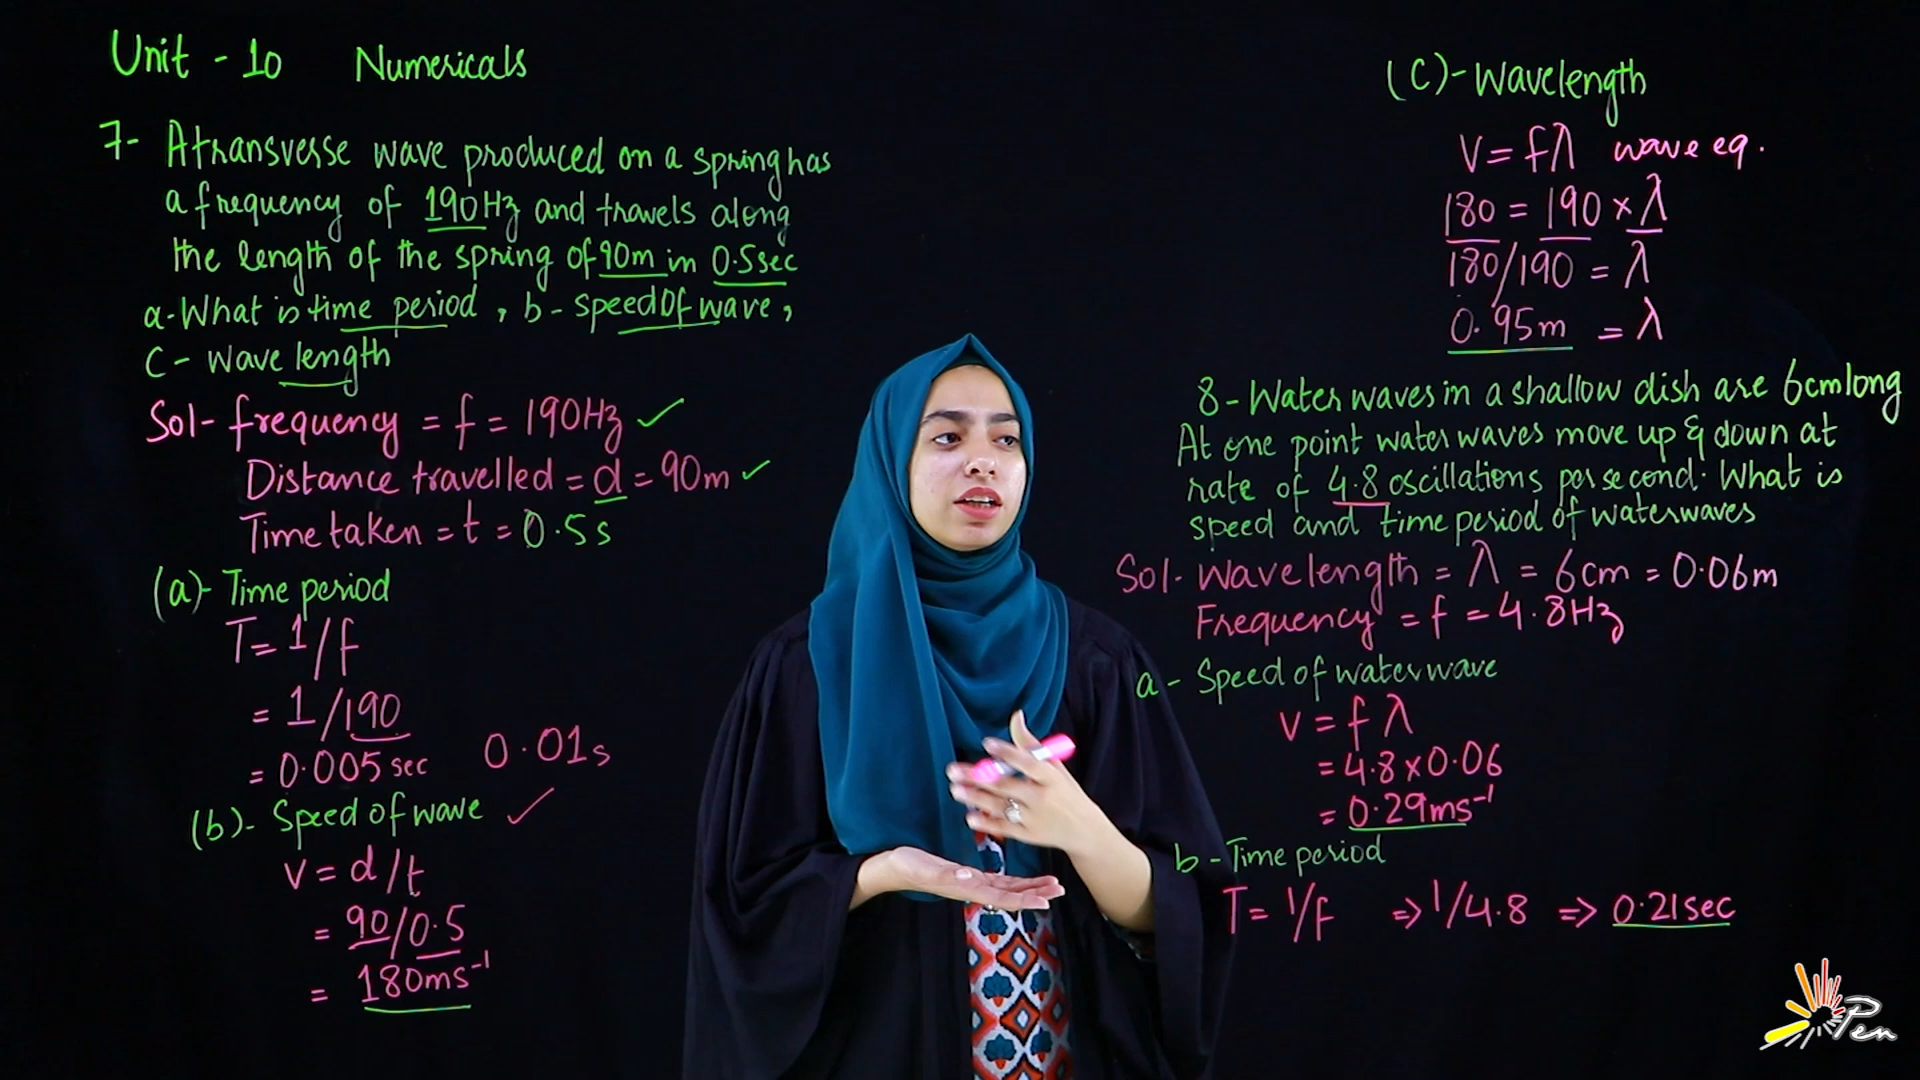 Unit - 10 Numericals
7- A transverse wave produced on a spring has
a frequency of 190Hz and travels along
the length of the spring of 90m in 0.5sec
a-What is time period, b- speed of wave,
C- wave length
Sol- frequency = f = 190Hz ✓
Distance travelled = d = 90m ✓
Time taken = t = 0.5s
(a)- Time period
T= 1/f
= 1/190
= 0.005 sec 0.01s
(b)- Speed of wave ✓
V= d/t
= 90/0.5
= 180ms⁻¹
(C)- Wavelength
V= fλ wave eq.
180 = 190 × λ
180/190 = λ
0.95m = λ
8- Water waves in a shallow dish are 6cm long
At one point water waves move up & down at
rate of 4.8 oscillations per second. What is
speed and time period of water waves
Sol- Wavelength = λ = 6cm = 0.06m
Frequency = f = 4.8Hz
a- Speed of water wave
V = f λ
= 4.8×0.06
= 0.29ms⁻¹
b- Time period
T= 1/f => 1/4.8 => 0.21sec
Pen